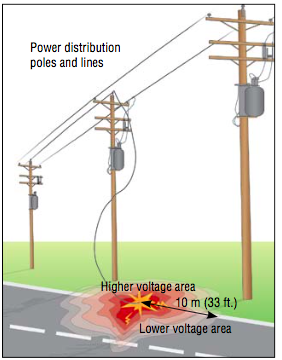 Power distribution
poles and lines
Higher voltage area
10 m (33 ft.)
Lower voltage area